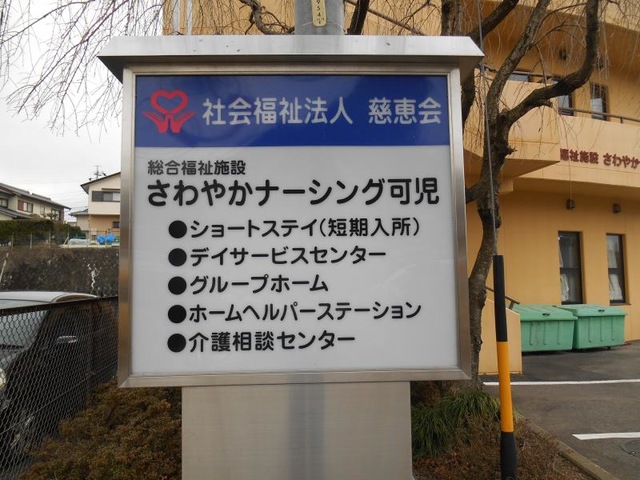 社会福祉法人 慈恵会
総合福祉施設
さわやかナーシング可児
●ショートステイ(短期入所)
●デイサービスセンター
●グループホーム
●ホームヘルパーステーション
●介護相談センター
福祉施設 さわやか